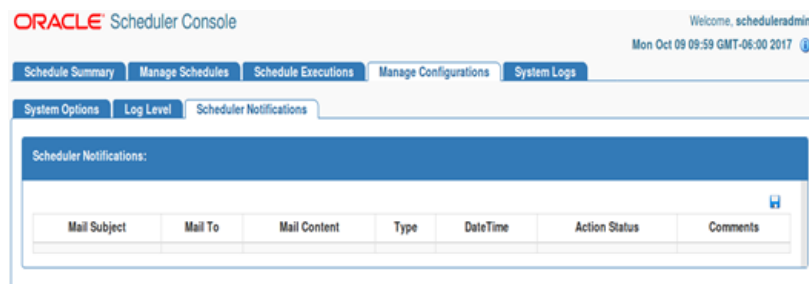 ORACLE Scheduler Console
Welcome, scheduleradmin
Mon Oct 09 09:59 GMT-06:00 2017
Schedule Summary Manage Schedules Schedule Executions Manage Configurations System Logs
System Options Log Level Scheduler Notifications
Scheduler Notifications:
Mail Subject Mail To Mail Content Type DateTime Action Status Comments